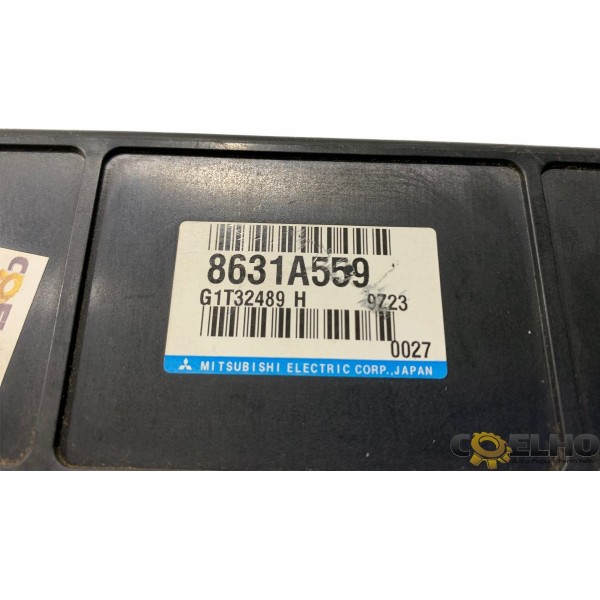 8631A559
G1T32489 H 9723
0027
MITSUBISHI ELECTRIC CORP.,JAPAN
COELHO